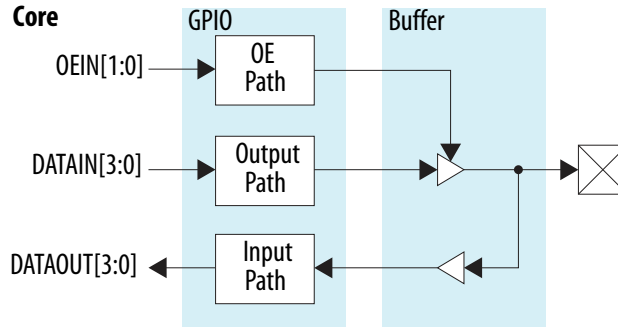 Core
GPIO
Buffer
OEIN[1:0]
OE
Path
DATAIN[3:0]
Output
Path
DATAOUT[3:0]
Input
Path